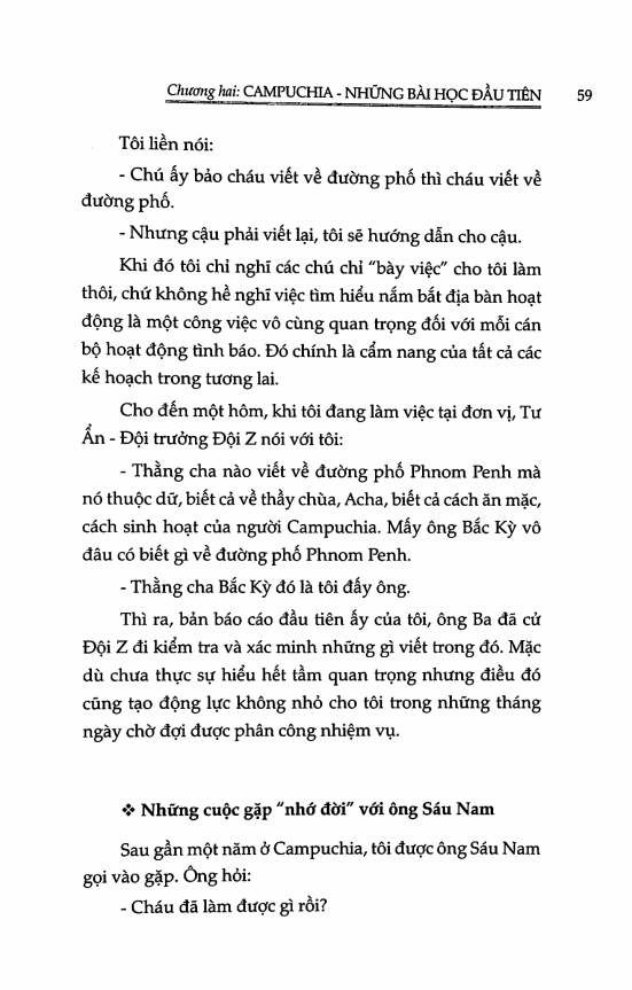 Chương hai: CAMPUCHIA - NHỮNG BÀI HỌC ĐẦU TIÊN 59
Tôi liền nói:
- Chú ấy bảo cháu viết về đường phố thì cháu viết về
đường phố.
- Nhưng cậu phải viết lại, tôi sẽ hướng dẫn cho cậu.
Khi đó tôi chỉ nghĩ các chú chỉ "bày việc" cho tôi làm
thôi, chứ không hề nghĩ việc tìm hiểu nắm bắt địa bàn hoạt
động là một công việc vô cùng quan trọng đối với mỗi cán
bộ hoạt động tình báo. Đó chính là cẩm nang của tất cả các
kế hoạch trong tương lai.
Cho đến một hôm, khi tôi đang làm việc tại đơn vị, Tư
Ẩn - Đội trưởng Đội Z nói với tôi:
- Thằng cha nào viết về đường phố Phnom Penh mà
nó thuộc dữ, biết cả về thầy chùa, Acha, biết cả cách ăn mặc,
cách sinh hoạt của người Campuchia. Mấy ông Bắc Kỳ vô
đâu có biết gì về đường phố Phnom Penh.
- Thằng cha Bắc Kỳ đó là tôi đấy ông.
Thì ra, bản báo cáo đầu tiên ấy của tôi, ông Ba đã cử
Đội Z đi kiểm tra và xác minh những gì viết trong đó. Mặc
dù chưa thực sự hiểu hết tầm quan trọng nhưng điều đó
cũng tạo động lực không nhỏ cho tôi trong những tháng
ngày chờ đợi được phân công nhiệm vụ.
❖ Những cuộc gặp "nhớ đời" với ông Sáu Nam
Sau gần một năm ở Campuchia, tôi được ông Sáu Nam
gọi vào gặp. Ông hỏi:
- Cháu đã làm được gì rồi?